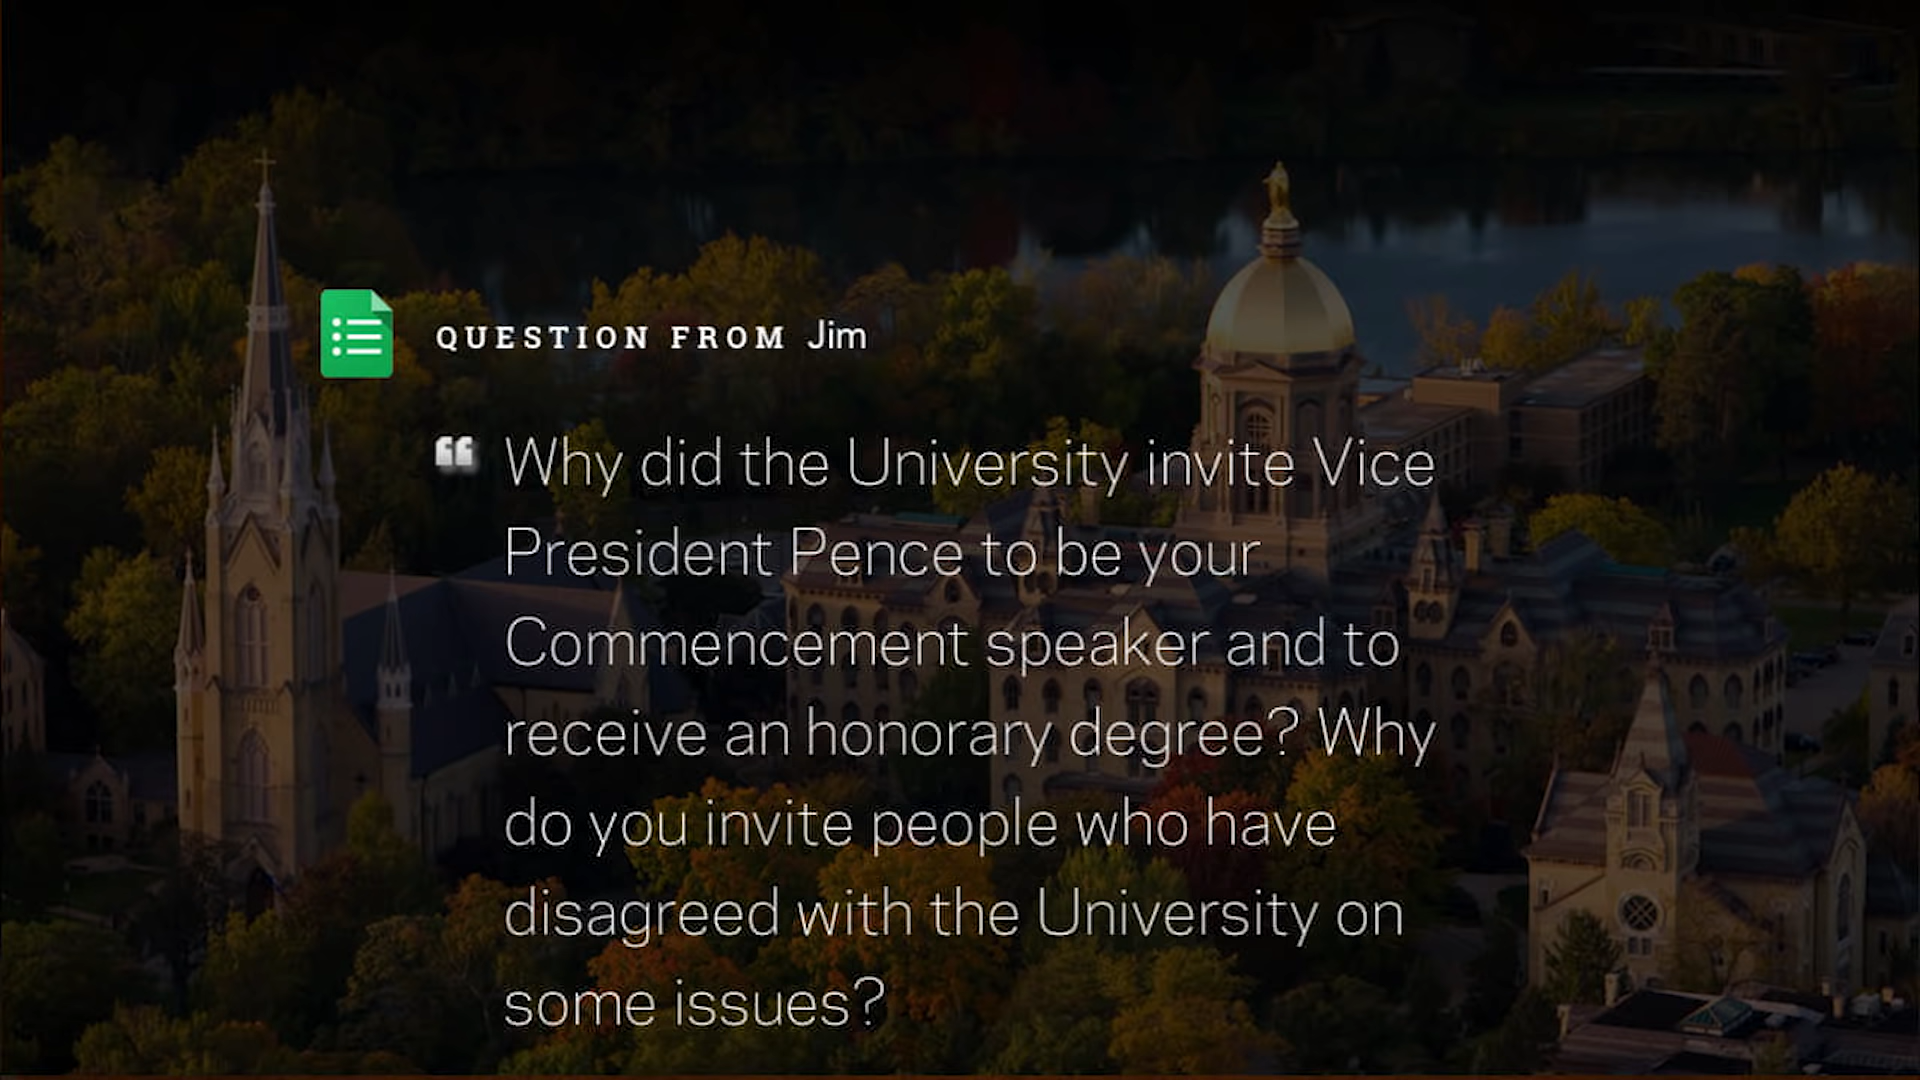 QUESTION FROM Jim
“ Why did the University invite Vice
President Pence to be your
Commencement speaker and to
receive an honorary degree? Why
do you invite people who have
disagreed with the University on
some issues?